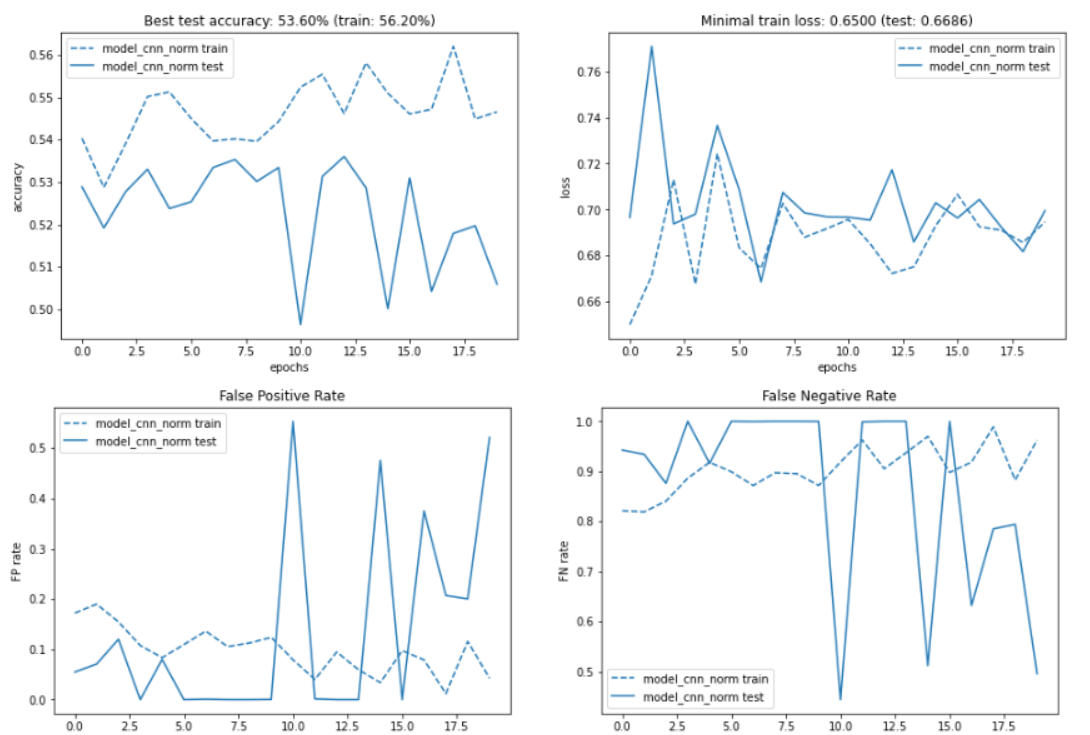 Best test accuracy: 53.60% (train: 56.20%)
model_cnn_norm train
model_cnn_norm test
0.56
0.55
0.54
0.53
0.52
0.51
0.50
accuracy
0.0 2.5 5.0 7.5 10.0 12.5 15.0 17.5
epochs
Minimal train loss: 0.6500 (test: 0.6686)
model_cnn_norm train
model_cnn_norm test
0.76
0.74
0.72
0.70
0.68
0.66
loss
0.0 2.5 5.0 7.5 10.0 12.5 15.0 17.5
epochs
False Positive Rate
model_cnn_norm train
model_cnn_norm test
0.5
0.4
0.3
0.2
0.1
0.0
FP rate
0.0 2.5 5.0 7.5 10.0 12.5 15.0 17.5
False Negative Rate
1.0
0.9
0.8
0.7
0.6
0.5
FN rate
model_cnn_norm train
model_cnn_norm test
0.0 2.5 5.0 7.5 10.0 12.5 15.0 17.5